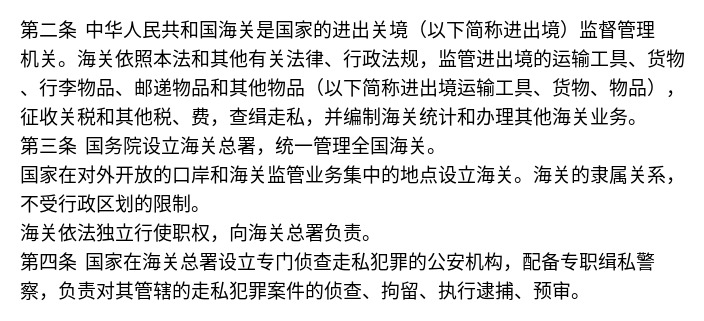 第二条 中华人民共和国海关是国家的进出关境（以下简称进出境）监督管理
机关。海关依照本法和其他有关法律、行政法规，监管进出境的运输工具、货物
、行李物品、邮递物品和其他物品（以下简称进出境运输工具、货物、物品），
征收关税和其他税、费，查缉走私，并编制海关统计和办理其他海关业务。
第三条 国务院设立海关总署，统一管理全国海关。
国家在对外开放的口岸和海关监管业务集中的地点设立海关。海关的隶属关系，
不受行政区划的限制。
海关依法独立行使职权，向海关总署负责。
第四条 国家在海关总署设立专门侦查走私犯罪的公安机构，配备专职缉私警
察，负责对其管辖的走私犯罪案件的侦查、拘留、执行逮捕、预审。